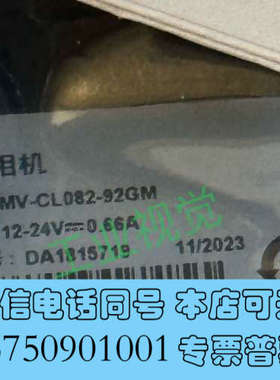 相机
MV-CL082-92GM
12-24V⎓0.66A
: DA1815719 11/2023
工业视觉
信电话同号 本店可
750901001 专票普